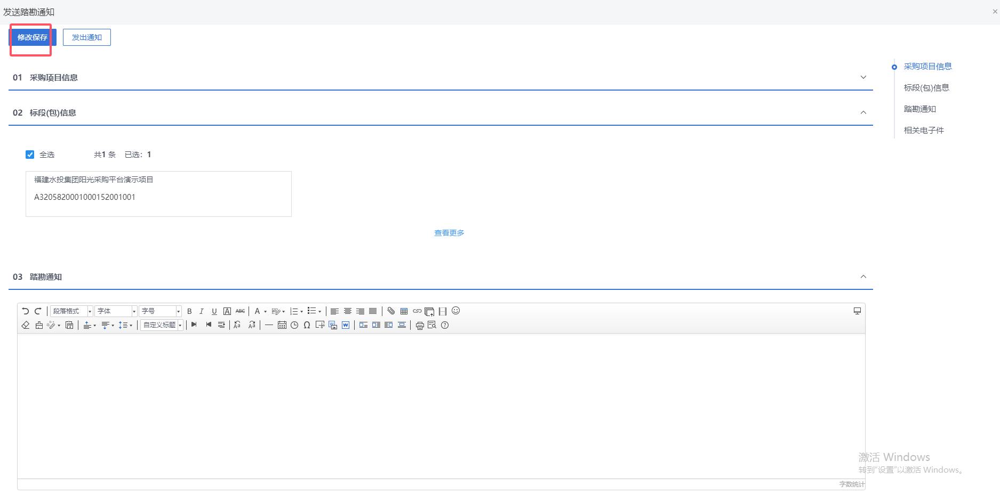 发送踏勘通知
修改保存 发出通知
采购项目信息
标段(包)信息
踏勘通知
相关电子件
01 采购项目信息
02 标段(包)信息
全选 共1 条 已选：1
福建水投集团阳光采购平台演示项目
A3205820001000152001001
查看更多
03 踏勘通知
段落格式 字体 字号 B I U A ABC A
自定义标题
激活 Windows
转到“设置”以激活 Windows。
字数统计